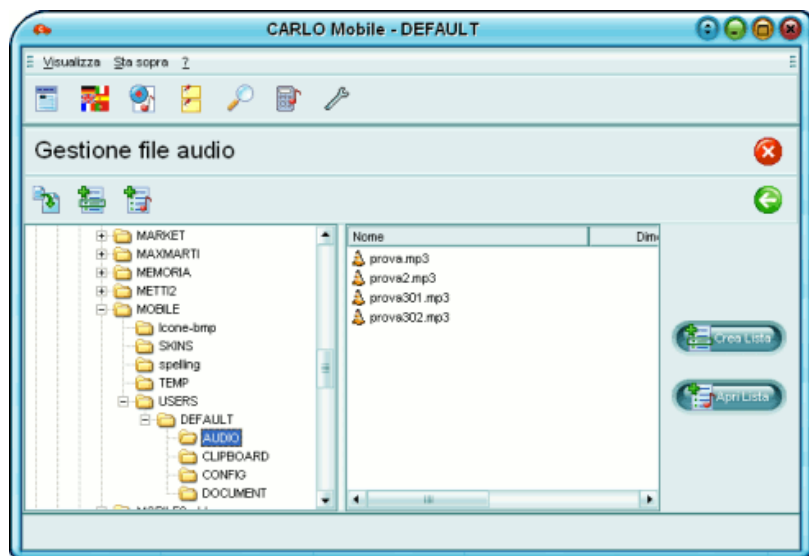 CARLO Mobile - DEFAULT
Visualizza Sta sopra ?
Gestione file audio
MARKET
MAXMARTI
MEMORIA
METTI2
MOBILE
Icone-bmp
SKINS
spelling
TEMP
USERS
DEFAULT
AUDIO
CLIPBOARD
CONFIG
DOCUMENT
Nome Dime
prova.mp3
prova2.mp3
prova301.mp3
prova302.mp3
Crea Lista
Apri Lista